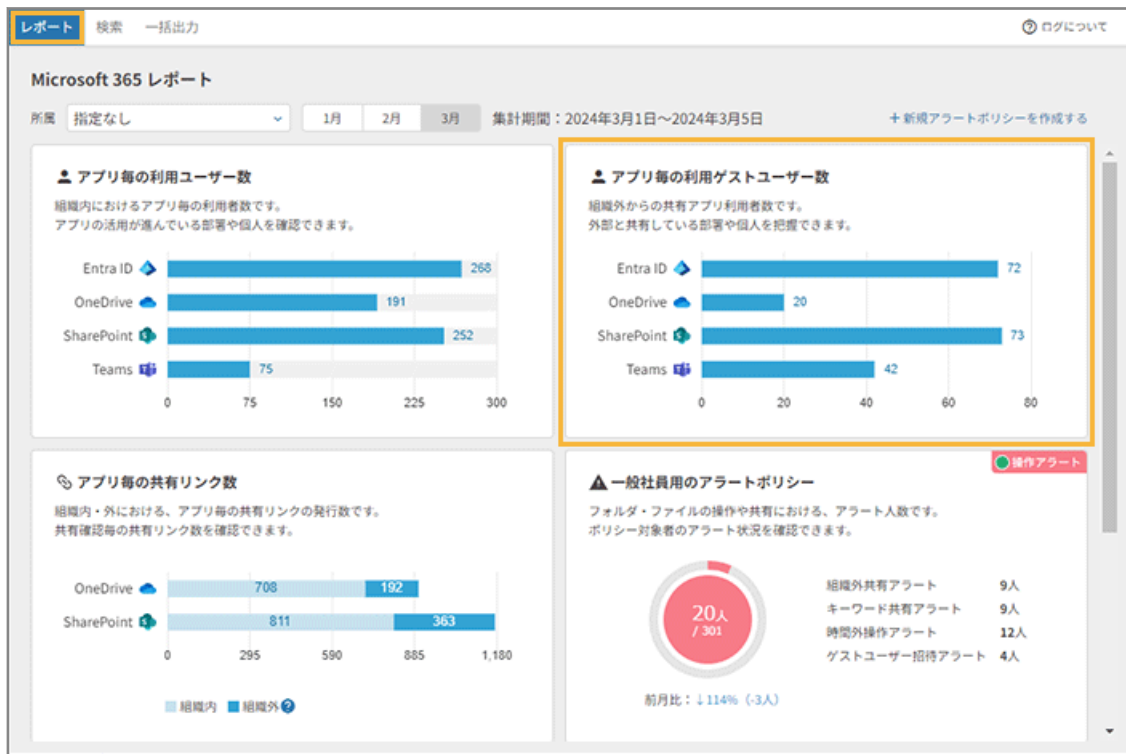 レポート 検索 一括出力 ログについて
Microsoft 365 レポート
所属 指定なし 1月 2月 3月 集計期間：2024年3月1日～2024年3月5日 ＋新規アラートポリシーを作成する
アプリ毎の利用ユーザー数
組織内におけるアプリ毎の利用者数です。
アプリの活用が進んでいる部署や個人を確認できます。
Entra ID 268
OneDrive 191
SharePoint 252
Teams 75
0 75 150 225 300
アプリ毎の利用ゲストユーザー数
組織外からの共有アプリ利用者数です。
外部と共有している部署や個人を把握できます。
Entra ID 72
OneDrive 20
SharePoint 73
Teams 42
0 20 40 60 80
アプリ毎の共有リンク数
組織内・外における、アプリ毎の共有リンクの発行数です。
共有確認毎の共有リンク数を確認できます。
OneDrive 708 192
SharePoint 811 363
0 295 590 885 1,180
組織内 組織外
操作アラート
一般社員用のアラートポリシー
フォルダ・ファイルの操作や共有における、アラート人数です。
ポリシー対象者のアラート状況を確認できます。
20人
/ 301
組織外共有アラート 9人
キーワード共有アラート 9人
時間外操作アラート 12人
ゲストユーザー招待アラート 4人
前月比：↓114%（-3人）